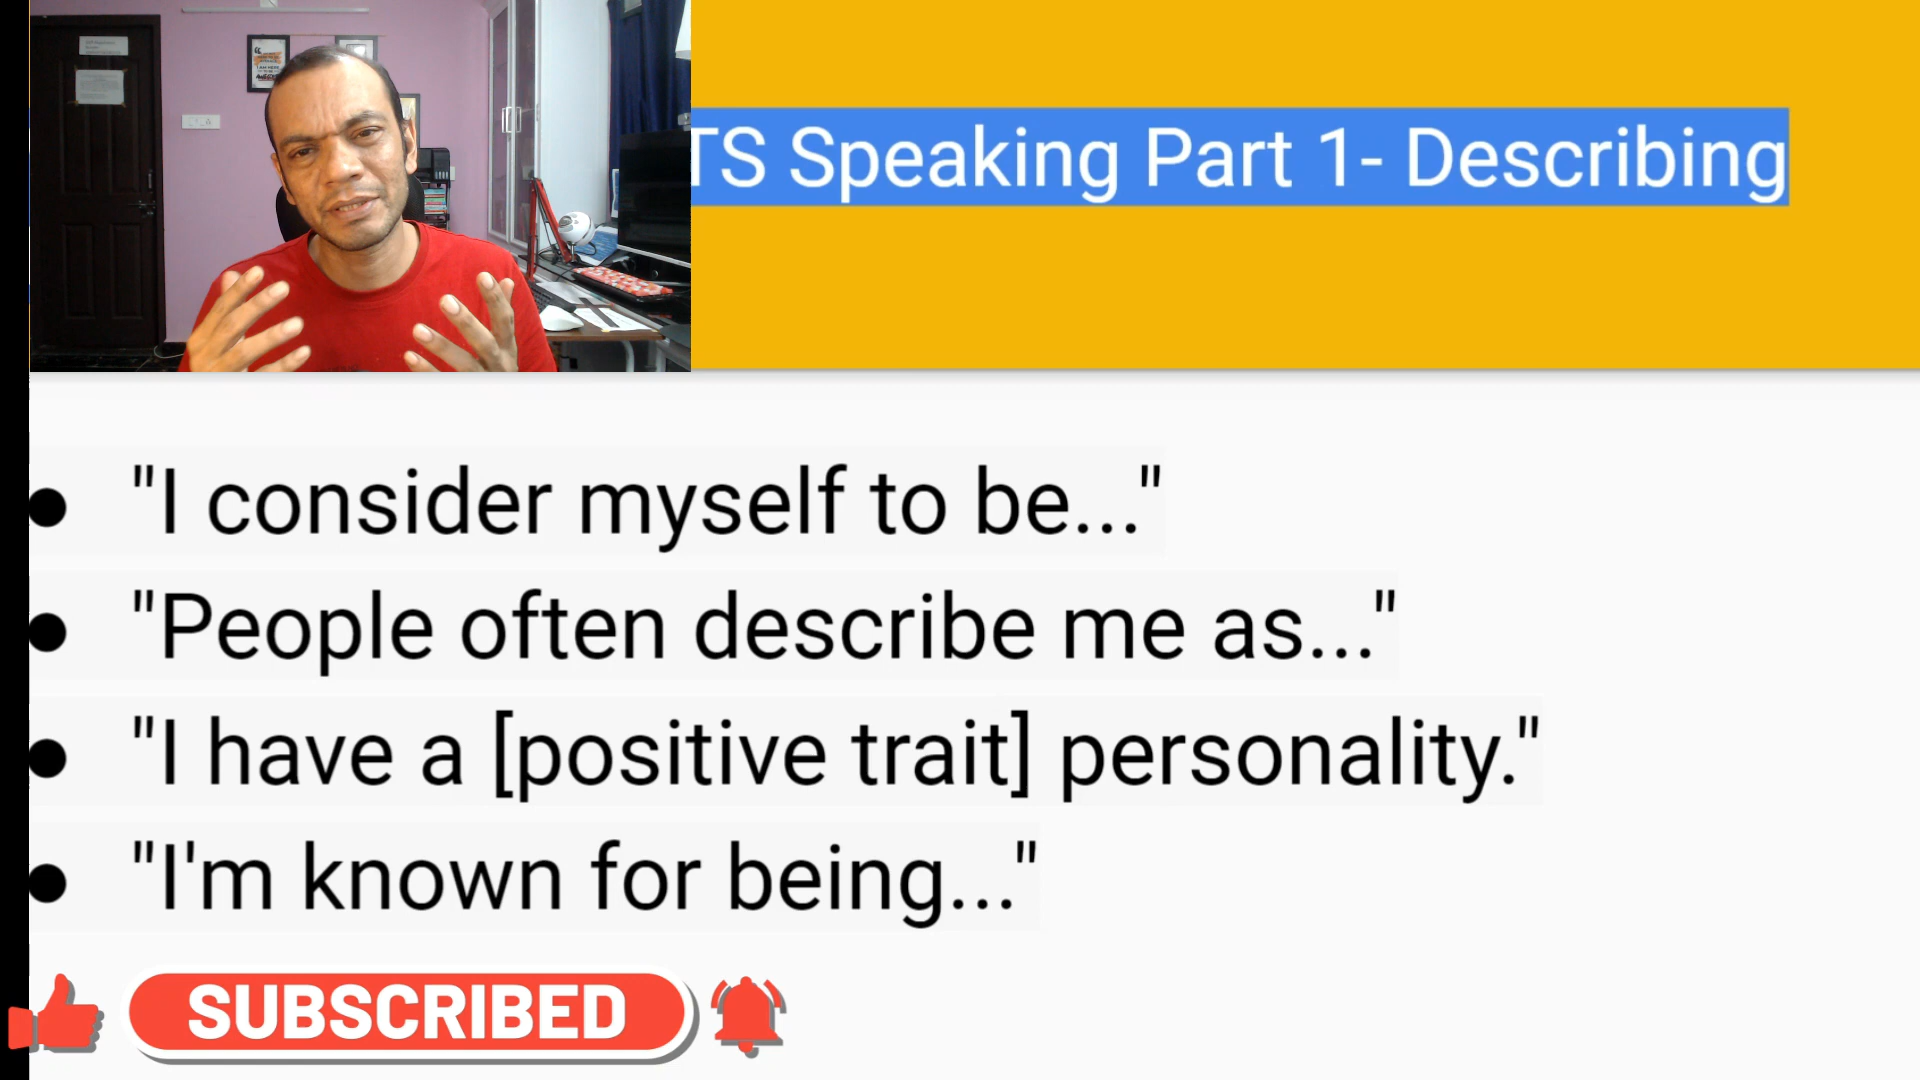 TS Speaking Part 1- Describing
"I consider myself to be..."
"People often describe me as..."
"I have a [positive trait] personality."
"I'm known for being..."
SUBSCRIBED